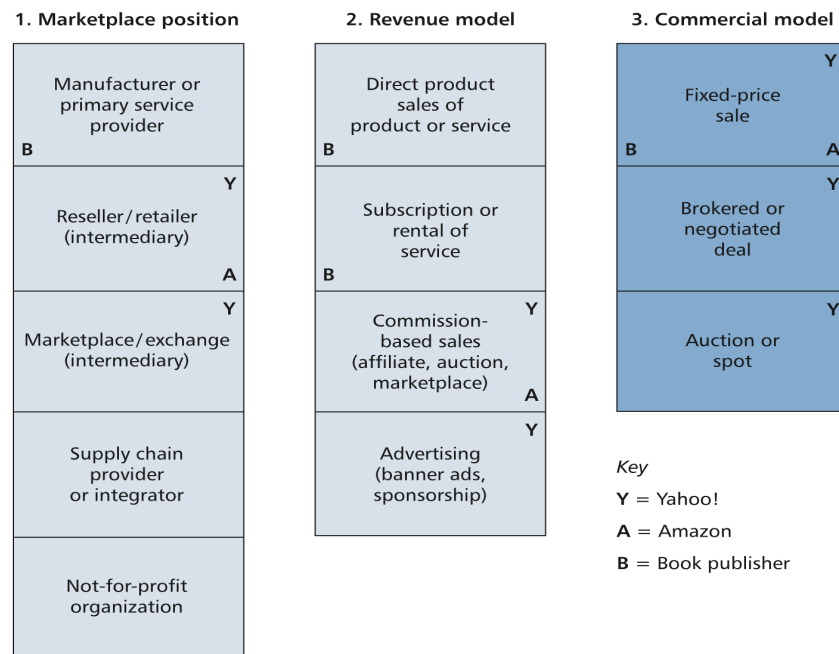 1. Marketplace position
Manufacturer or
primary service
provider
B
Y
Reseller/retailer
(intermediary)
A
Y
Marketplace/exchange
(intermediary)
Supply chain
provider
or integrator
Not-for-profit
organization
2. Revenue model
Direct product
sales of
product or service
B
Subscription or
rental of
service
B
Y
Commission-
based sales
(affiliate, auction,
marketplace)
A
Y
Advertising
(banner ads,
sponsorship)
3. Commercial model
Y
Fixed-price
sale
B A
Y
Brokered or
negotiated
deal
Y
Auction or
spot
Key
Y = Yahoo!
A = Amazon
B = Book publisher